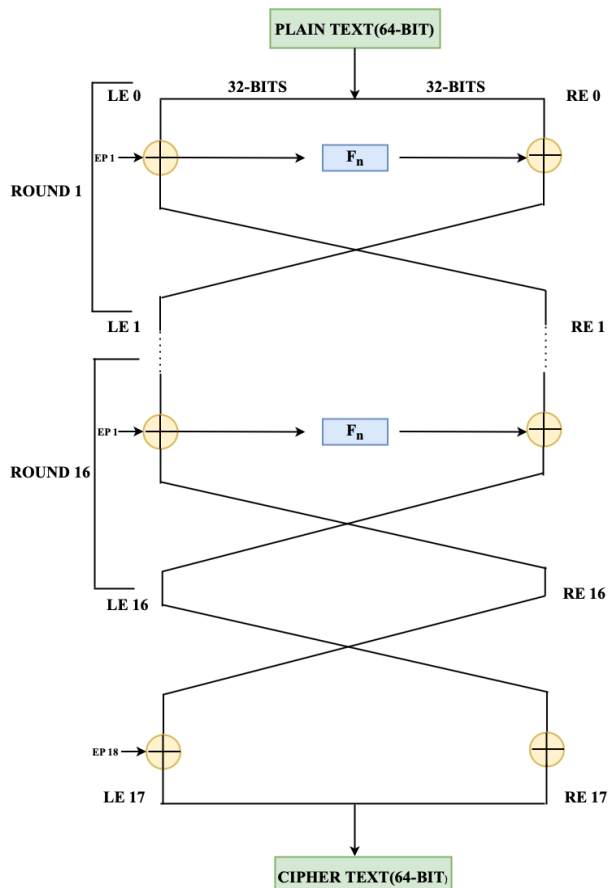 PLAIN TEXT(64-BIT)
LE 0
32-BITS
32-BITS
RE 0
EP 1
Fn
ROUND 1
LE 1
RE 1
EP 1
Fn
ROUND 16
LE 16
RE 16
EP 18
LE 17
RE 17
CIPHER TEXT(64-BIT)